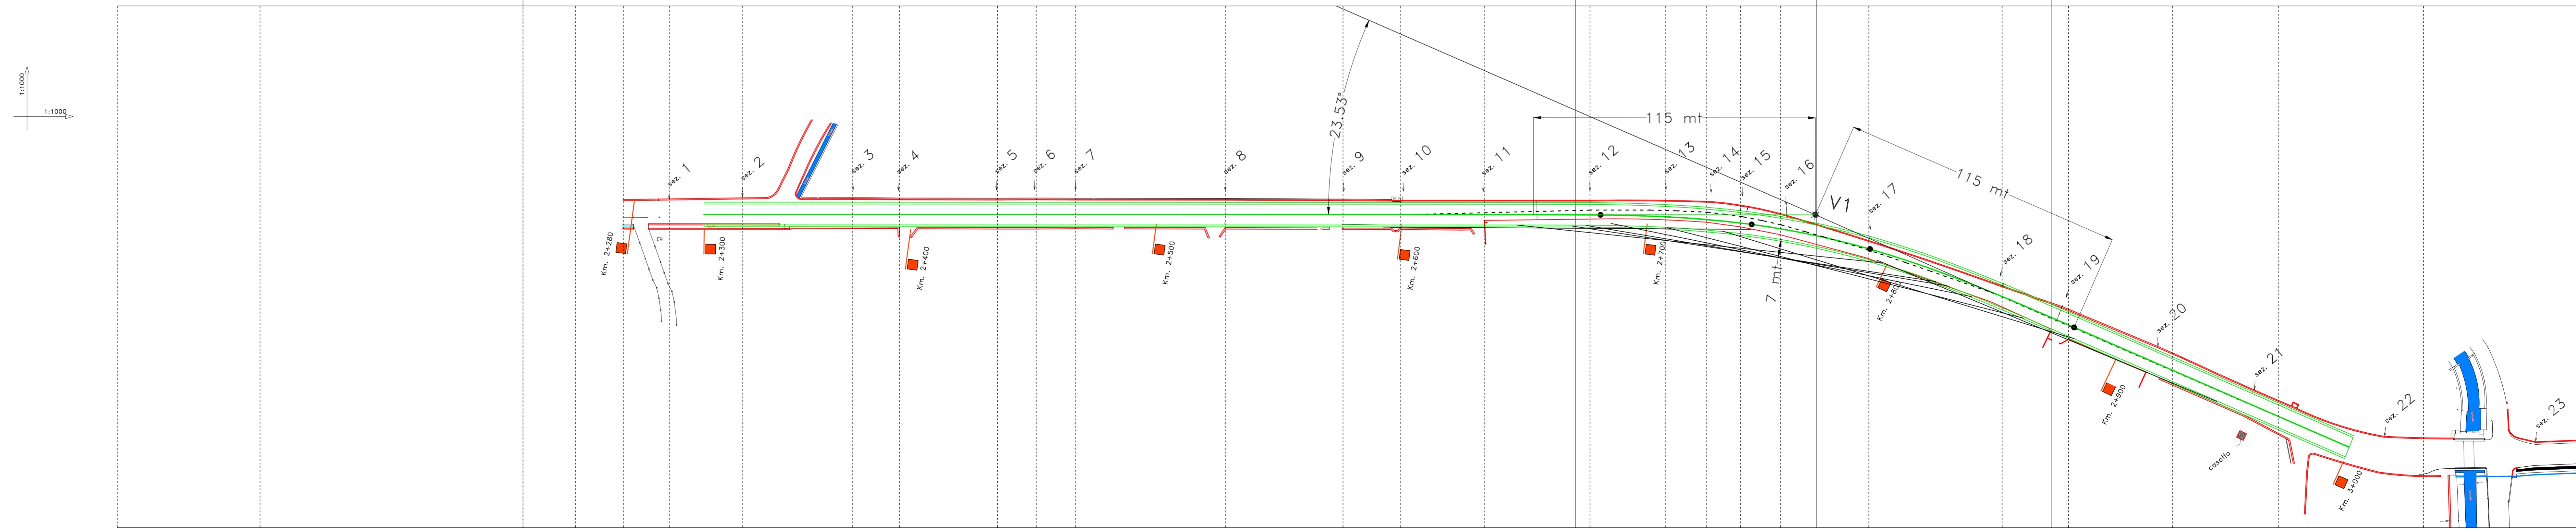 1:1000
1:1000
sez. 1
sez. 2
sez. 3
sez. 4
sez. 5
sez. 6
sez. 7
sez. 8
sez. 9
sez. 10
sez. 11
sez. 12
sez. 13
sez. 14
sez. 15
sez. 16
sez. 17
sez. 18
sez. 19
sez. 20
sez. 21
sez. 22
sez. 23
23.53°
115 mt
115 mt
V1
7 mt.
Km. 2+280
Km. 2+300
Km. 2+400
Km. 2+500
Km. 2+600
Km. 2+700
Km. 2+800
Km. 2+900
Km. 3+000
casotto